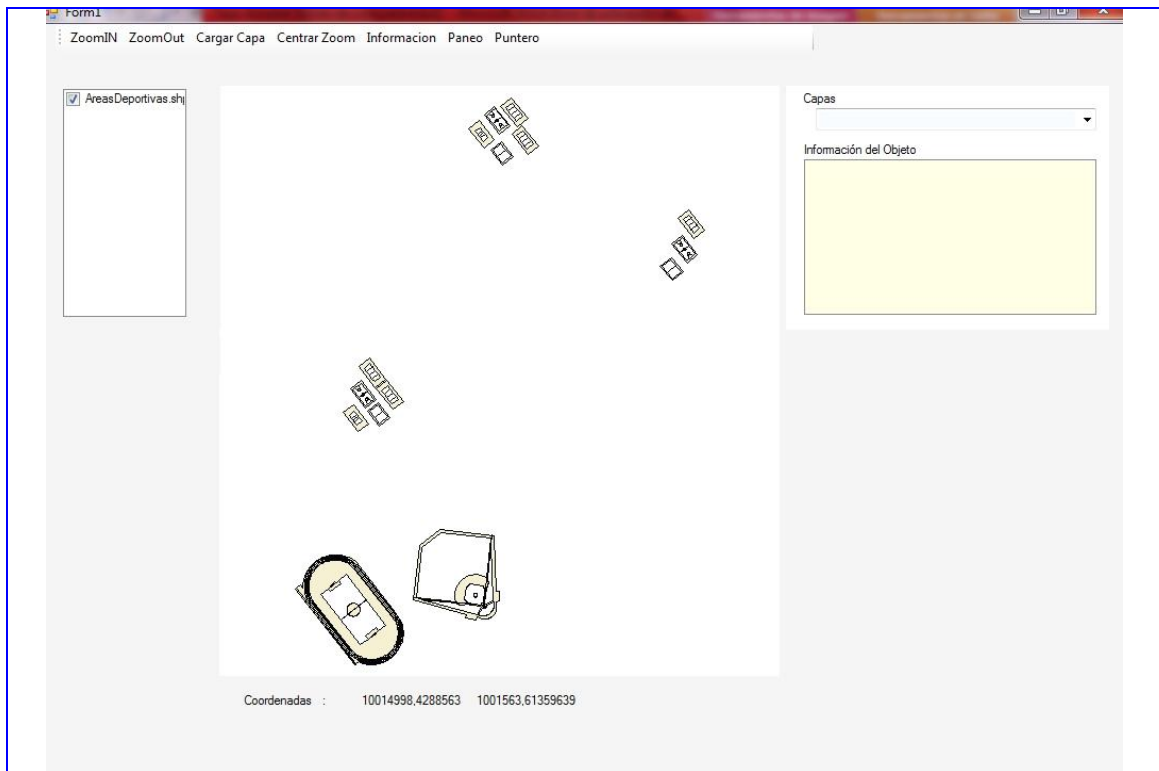 Form1
ZoomIN ZoomOut Cargar Capa Centrar Zoom Informacion Paneo Puntero
AreasDeportivas.shp
Capas
Información del Objeto
Coordenadas : 10014998,4288563 1001563,61359639